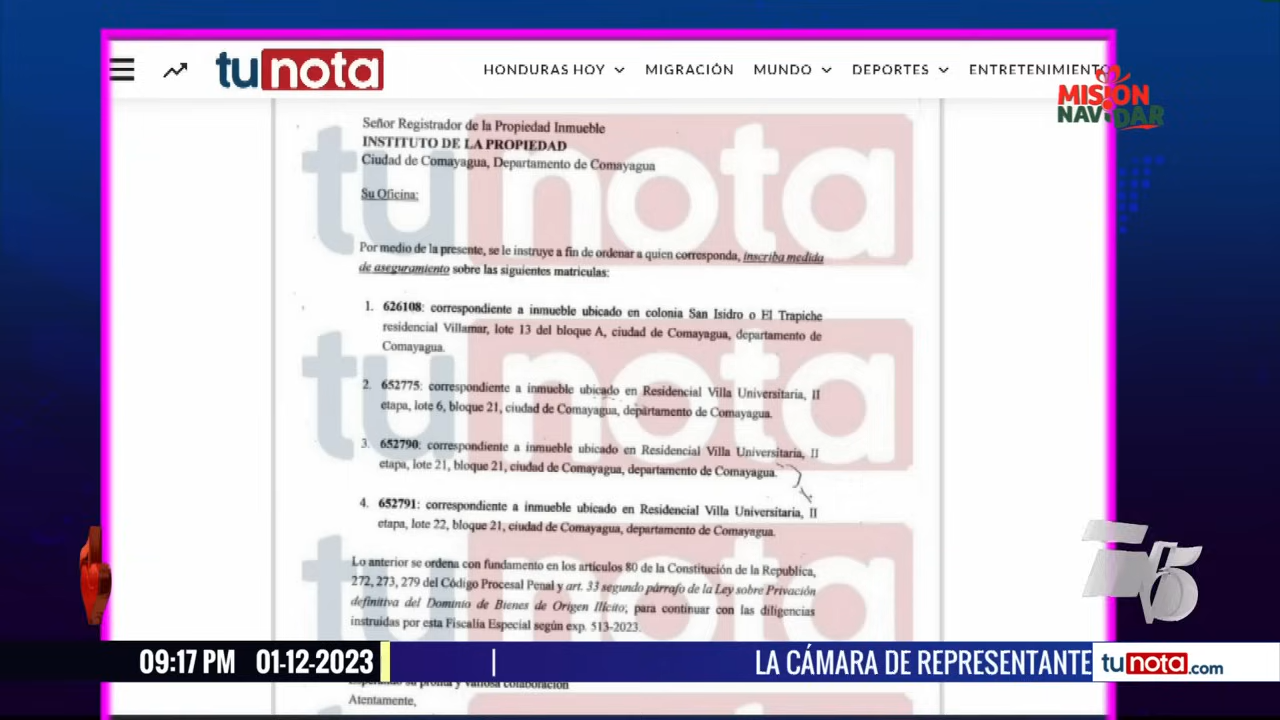 tunota
HONDURAS HOY MIGRACIÓN MUNDO DEPORTES ENTRETENIMIENTO
MISIÓN
NAVIDAR
Señor Registrador de la Propiedad Inmueble
INSTITUTO DE LA PROPIEDAD
Ciudad de Comayagua, Departamento de Comayagua
Su Oficina:
Por medio de la presente, se le instruye a fin de ordenar a quien corresponda, inscriba medida
de aseguramiento sobre las siguientes matriculas:
1. 626108: correspondiente a inmueble ubicado en colonia San Isidro o El Trapiche
residencial Villamar, lote 13 del bloque A, ciudad de Comayagua, departamento de
Comayagua.
2. 652775: correspondiente a inmueble ubicado en Residencial Villa Universitaria, II
etapa, lote 6, bloque 21, ciudad de Comayagua, departamento de Comayagua.
3. 652790: correspondiente a inmueble ubicado en Residencial Villa Universitaria, II
etapa, lote 21, bloque 21, ciudad de Comayagua, departamento de Comayagua.
4. 652791: correspondiente a inmueble ubicado en Residencial Villa Universitaria, II
etapa, lote 22, bloque 21, ciudad de Comayagua, departamento de Comayagua.
Lo anterior se ordena con fundamento en los artículos 80 de la Constitución de la Republica,
272, 273, 279 del Código Procesal Penal y art. 33 segundo párrafo de la Ley sobre Privación
definitiva del Dominio de Bienes de Origen Ilícito; para continuar con las diligencias
instruidas por esta Fiscalía Especial según exp. 513-2023.
su pronta y valiosa colaboración
Atentamente,
tunota
tunota
tunota
09:17 PM 01-12-2023
LA CÁMARA DE REPRESENTANTE
tunota.com